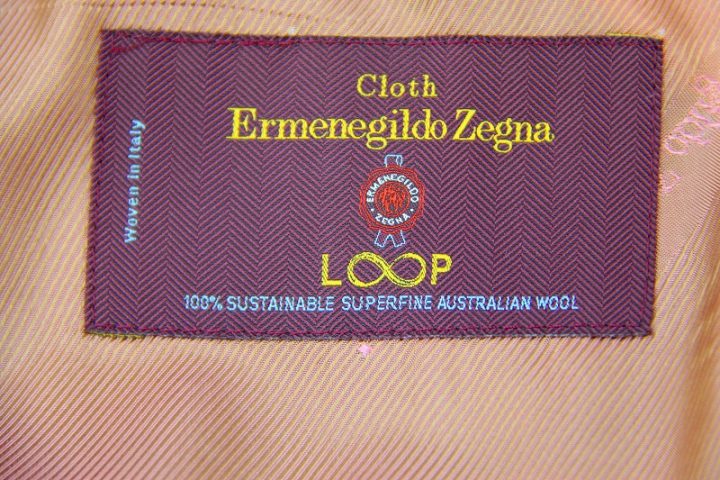 Cloth
Ermenegildo Zegna
Woven in Italy
ERMENEGILDO
ZEGNA
LOOP
100% SUSTAINABLE SUPERFINE AUSTRALIAN WOOL